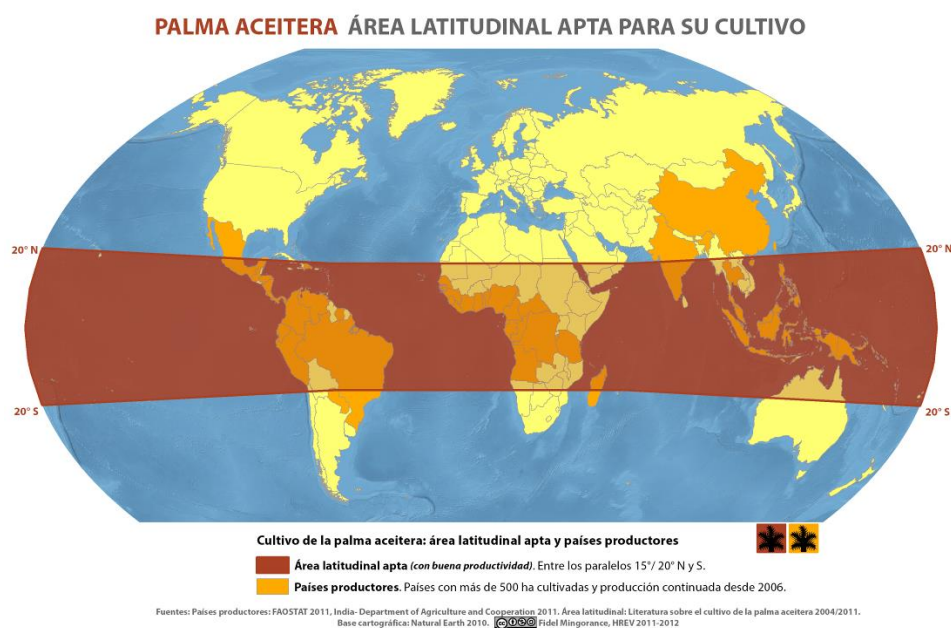 PALMA ACEITERA ÁREA LATITUDINAL APTA PARA SU CULTIVO
20° N
20° N
20° S
20° S
Cultivo de la palma aceitera: área latitudinal apta y países productores
Área latitudinal apta (con buena productividad). Entre los paralelos 15°/ 20° N y S.
Países productores. Países con más de 500 ha cultivadas y producción continuada desde 2006.
Fuentes: Países productores: FAOSTAT 2011, India- Department of Agriculture and Cooperation 2011. Área latitudinal: Literatura sobre el cultivo de la palma aceitera 2004/2011.
Base cartográfica: Natural Earth 2010. Fidel Mingorance, HREV 2011-2012